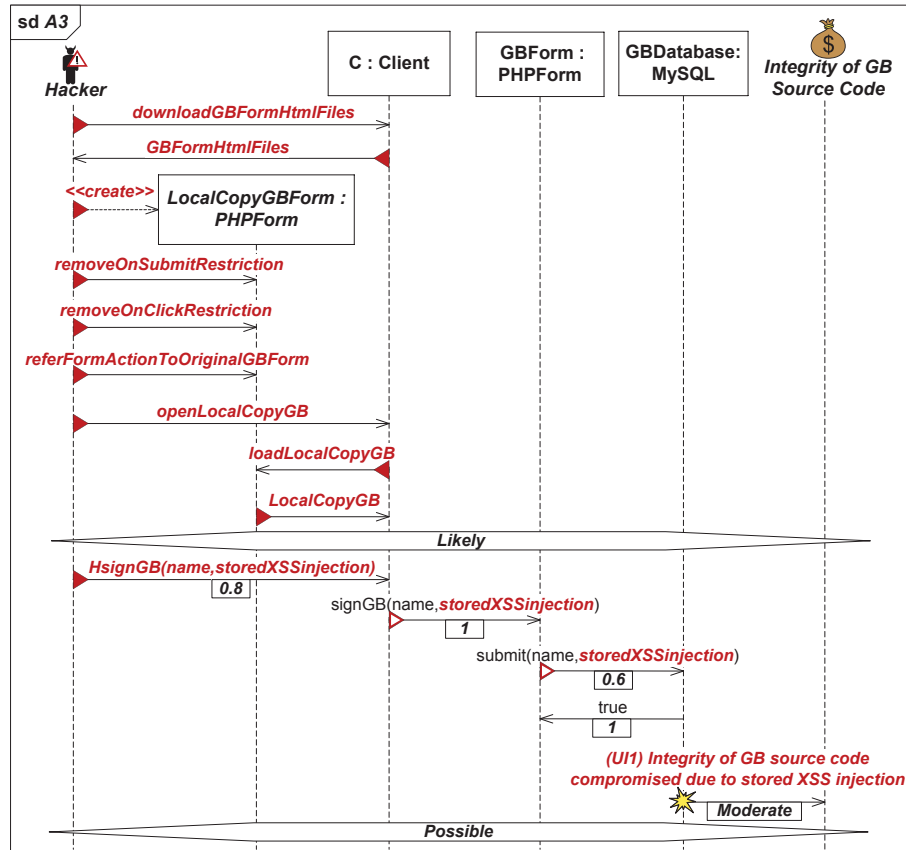 sd A3
Hacker
C : Client
GBForm :
PHPForm
GBDatabase:
MySQL
$
Integrity of GB
Source Code
!
downloadGBFormHtmlFiles
GBFormHtmlFiles
<<create>>
LocalCopyGBForm :
PHPForm
removeOnSubmitRestriction
removeOnClickRestriction
referFormActionToOriginalGBForm
openLocalCopyGB
loadLocalCopyGB
LocalCopyGB
Likely
HsignGB(name,storedXSSinjection)
0.8
signGB(name,storedXSSinjection)
1
submit(name,storedXSSinjection)
0.6
true
1
(UI1) Integrity of GB source code
compromised due to stored XSS injection
Moderate
Possible